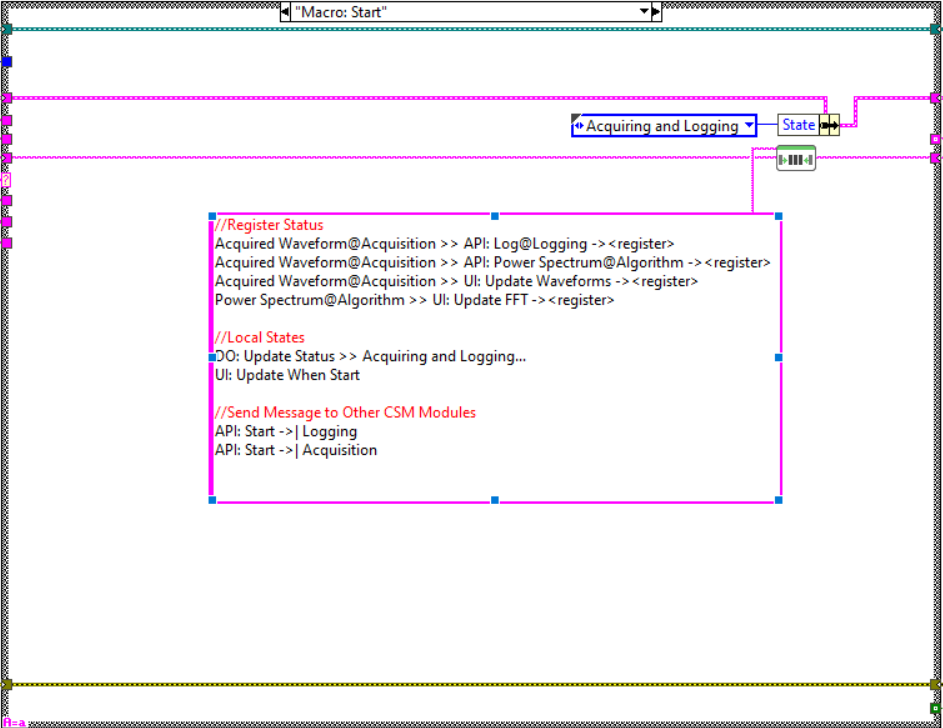 "Macro: Start"
Acquiring and Logging
State
//Register Status
Acquired Waveform@Acquisition >> API: Log@Logging -><register>
Acquired Waveform@Acquisition >> API: Power Spectrum@Algorithm -><register>
Acquired Waveform@Acquisition >> UI: Update Waveforms -><register>
Power Spectrum@Algorithm >> UI: Update FFT -><register>
//Local States
DO: Update Status >> Acquiring and Logging...
UI: Update When Start
//Send Message to Other CSM Modules
API: Start ->| Logging
API: Start ->| Acquisition
?
A=a